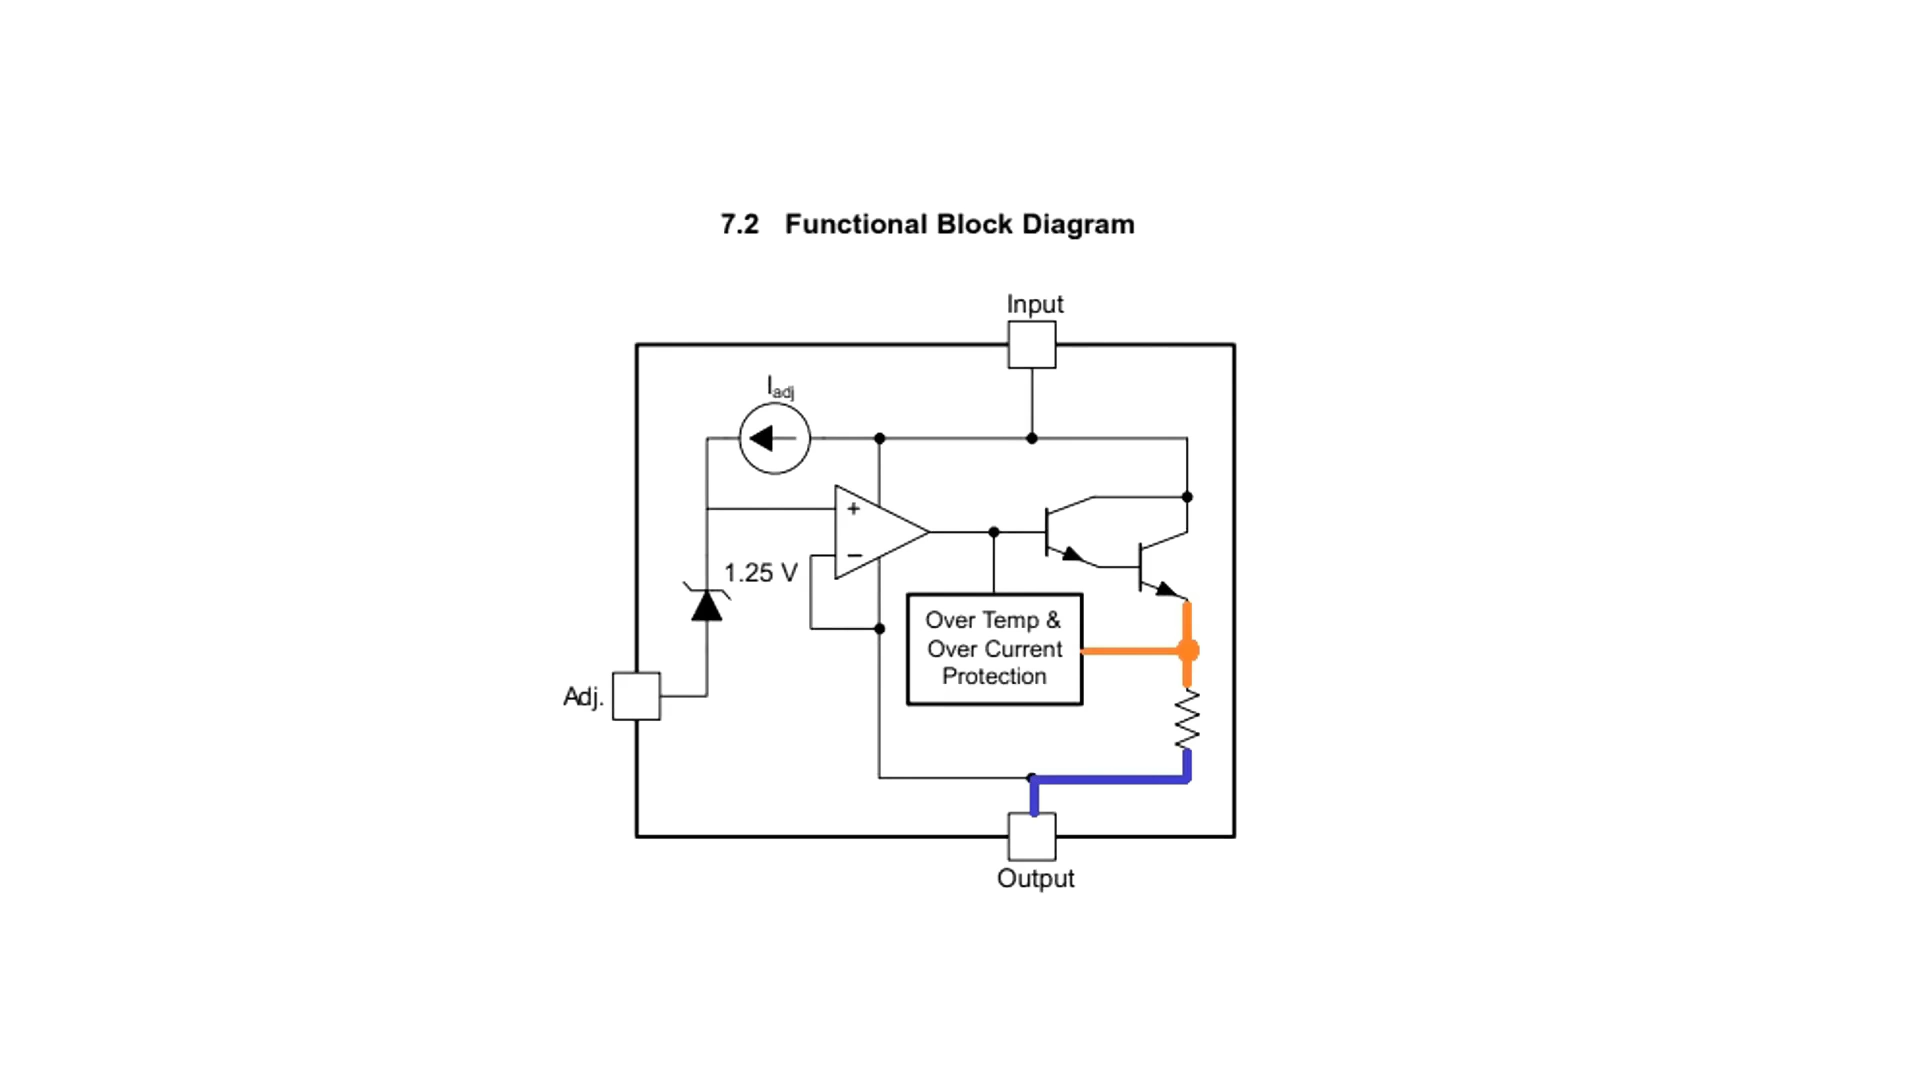 7.2 Functional Block Diagram
Input
Iadj
+
−
1.25 V
Over Temp &
Over Current
Protection
Adj.
Output